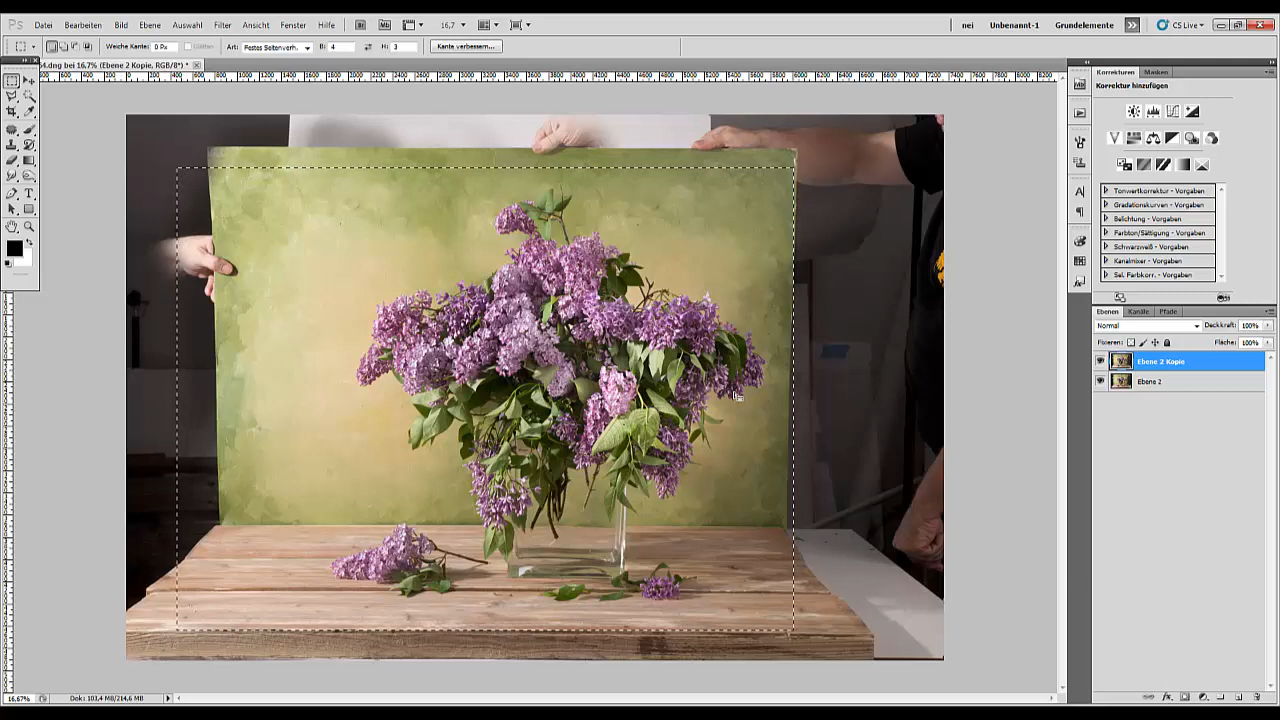 Ps Datei Bearbeiten Bild Ebene Auswahl Filter Ansicht Fenster Hilfe Br Mb 16,7 nei Unbenannt-1 Grundelemente CS Live
Weiche Kante: 0 Px Glätten Art: Festes Seitenverh. B: 4 H: 3 Kante verbessern...
4.dng bei 16,7% (Ebene 2 Kopie, RGB/8*) *
Korrekturen Masken
Korrektur hinzufügen
Tonwertkorrektur - Vorgaben
Gradationskurven - Vorgaben
Belichtung - Vorgaben
Farbton/Sättigung - Vorgaben
Schwarzweiß - Vorgaben
Kanalmixer - Vorgaben
Sel. Farbkorr. - Vorgaben
Ebenen Kanäle Pfade
Normal Deckkraft: 100%
Fixieren: Fläche: 100%
Ebene 2 Kopie
Ebene 2
16.67% Dok: 103,4 MB/214,6 MB